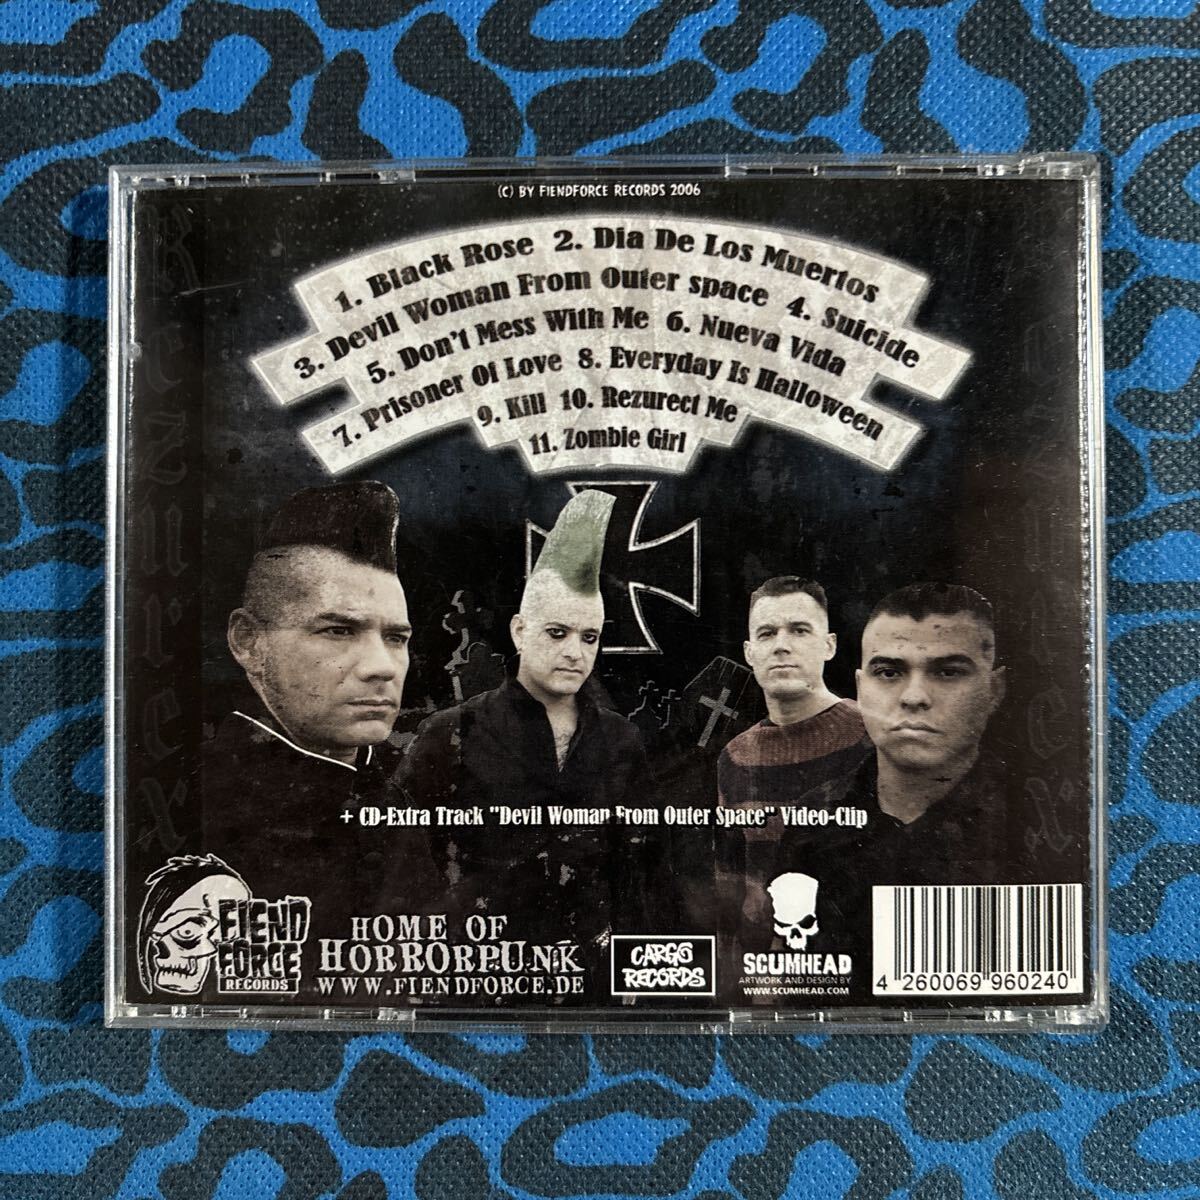 (C) BY FIENDFORCE RECORDS 2006
1. Black Rose 2. Dia De Los Muertos
3. Devil Woman From Outer space 4. Suicide
5. Don't Mess With Me 6. Nueva Vida
7. Prisoner Of Love 8. Everyday Is Halloween
9. Kill 10. Rezurect Me
11. Zombie Girl
+ CD-Extra Track "Devil Woman From Outer Space" Video-Clip
FIEND FORCE RECORDS
HOME OF
HORRORPUNK
WWW.FIENDFORCE.DE
CARGO
RECORDS
SCUMHEAD
ARTWORK AND DESIGN BY
WWW.SCUMHEAD.COM
4 260069 960240